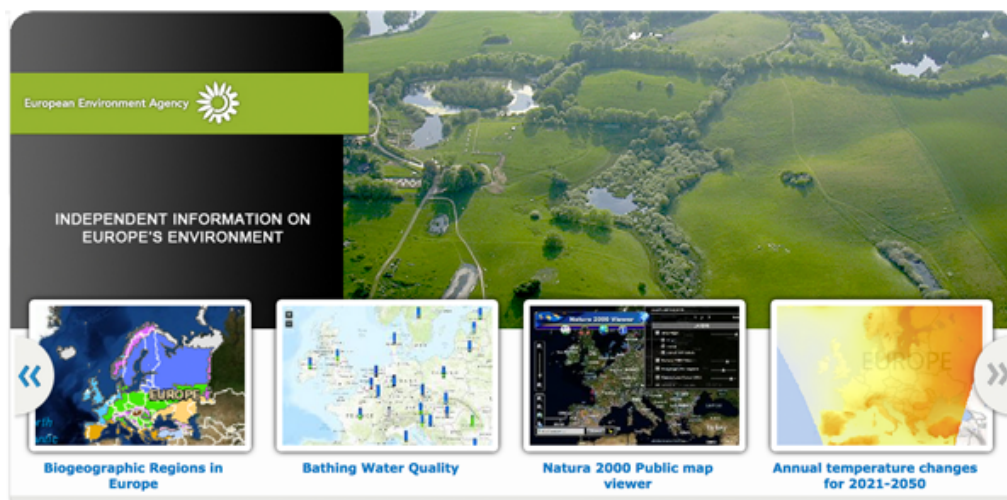 European Environment Agency
INDEPENDENT INFORMATION ON
EUROPE'S ENVIRONMENT
EUROPE
Natura 2000 Viewer
EUROPE
Biogeographic Regions in
Europe
Bathing Water Quality
Natura 2000 Public map
viewer
Annual temperature changes
for 2021-2050